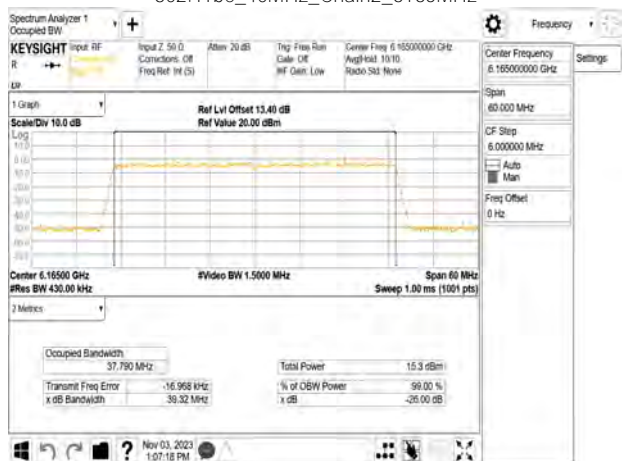 Spectrum Analyzer 1
Occupied BW
+
Frequency
KEYSIGHT
R
Input: RF
Input Z: 50 Ω
Corrections: Off
Freq Ref: Int (S)
Atten: 20 dB
Trig: Free Run
Gate: Off
#IF Gain: Low
Center Freq: 6.165000000 GHz
Avg|Hold: 10/10
Radio Std: None
Center Frequency
6.165000000 GHz
Settings
Span
60.000 MHz
CF Step
6.000000 MHz
Auto
Man
Freq Offset
0 Hz
1 Graph
Scale/Div 10.0 dB
Ref Lvl Offset 13.40 dB
Ref Value 20.00 dBm
Log
Center 6.16500 GHz
#Video BW 1.5000 MHz
Span 60 MHz
#Res BW 430.00 kHz
Sweep 1.00 ms (1001 pts)
2 Metrics
Occupied Bandwidth
37.790 MHz
Total Power
15.3 dBm
Transmit Freq Error
-16.968 kHz
% of OBW Power
99.00 %
x dB Bandwidth
39.32 MHz
x dB
-26.00 dB
?
Nov 03, 2023
1:07:18 PM